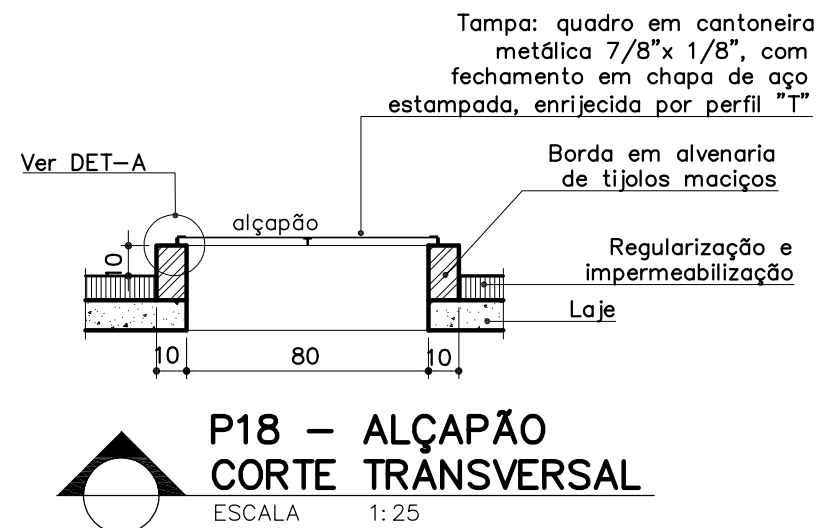 Tampa: quadro em cantoneira
metálica 7/8”x 1/8”, com
fechamento em chapa de aço
estampada, enrijecida por perfil ”T”
Ver DET-A
Borda em alvenaria
de tijolos maciços
alçapão
Regularização e
impermeabilização
10
Laje
10
80
10
P18 - ALÇAPÃO
CORTE TRANSVERSAL
ESCALA 1:25